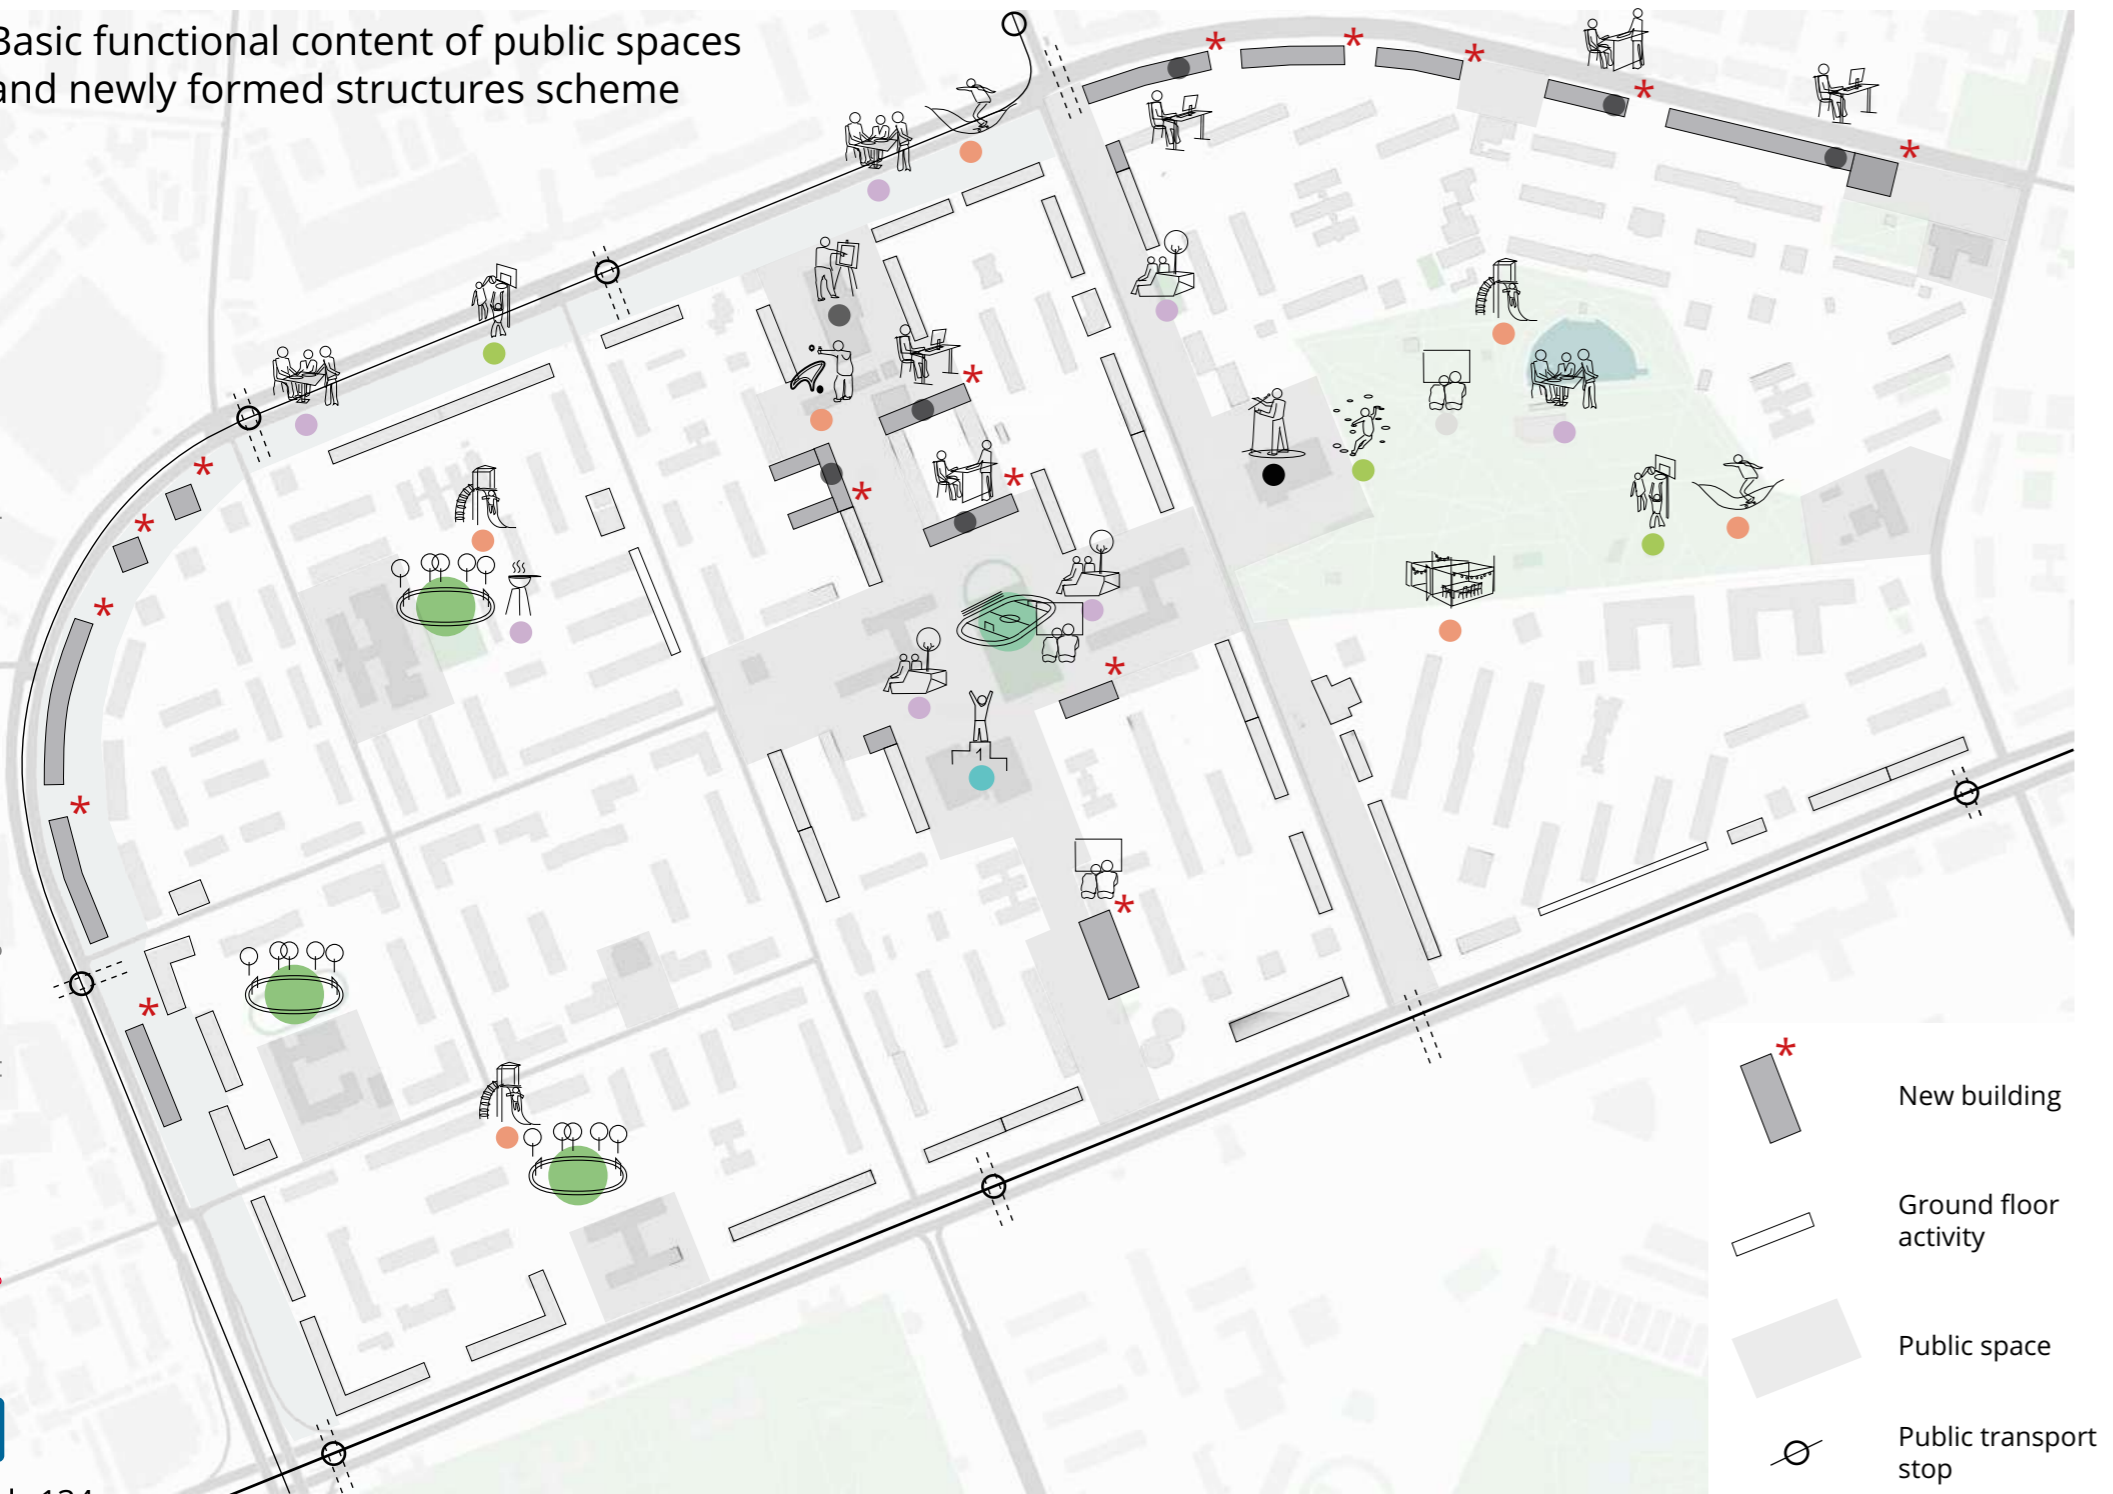 Basic functional content of public spaces
and newly formed structures scheme
1
New building
Ground floor
activity
Public space
Public transport
stop